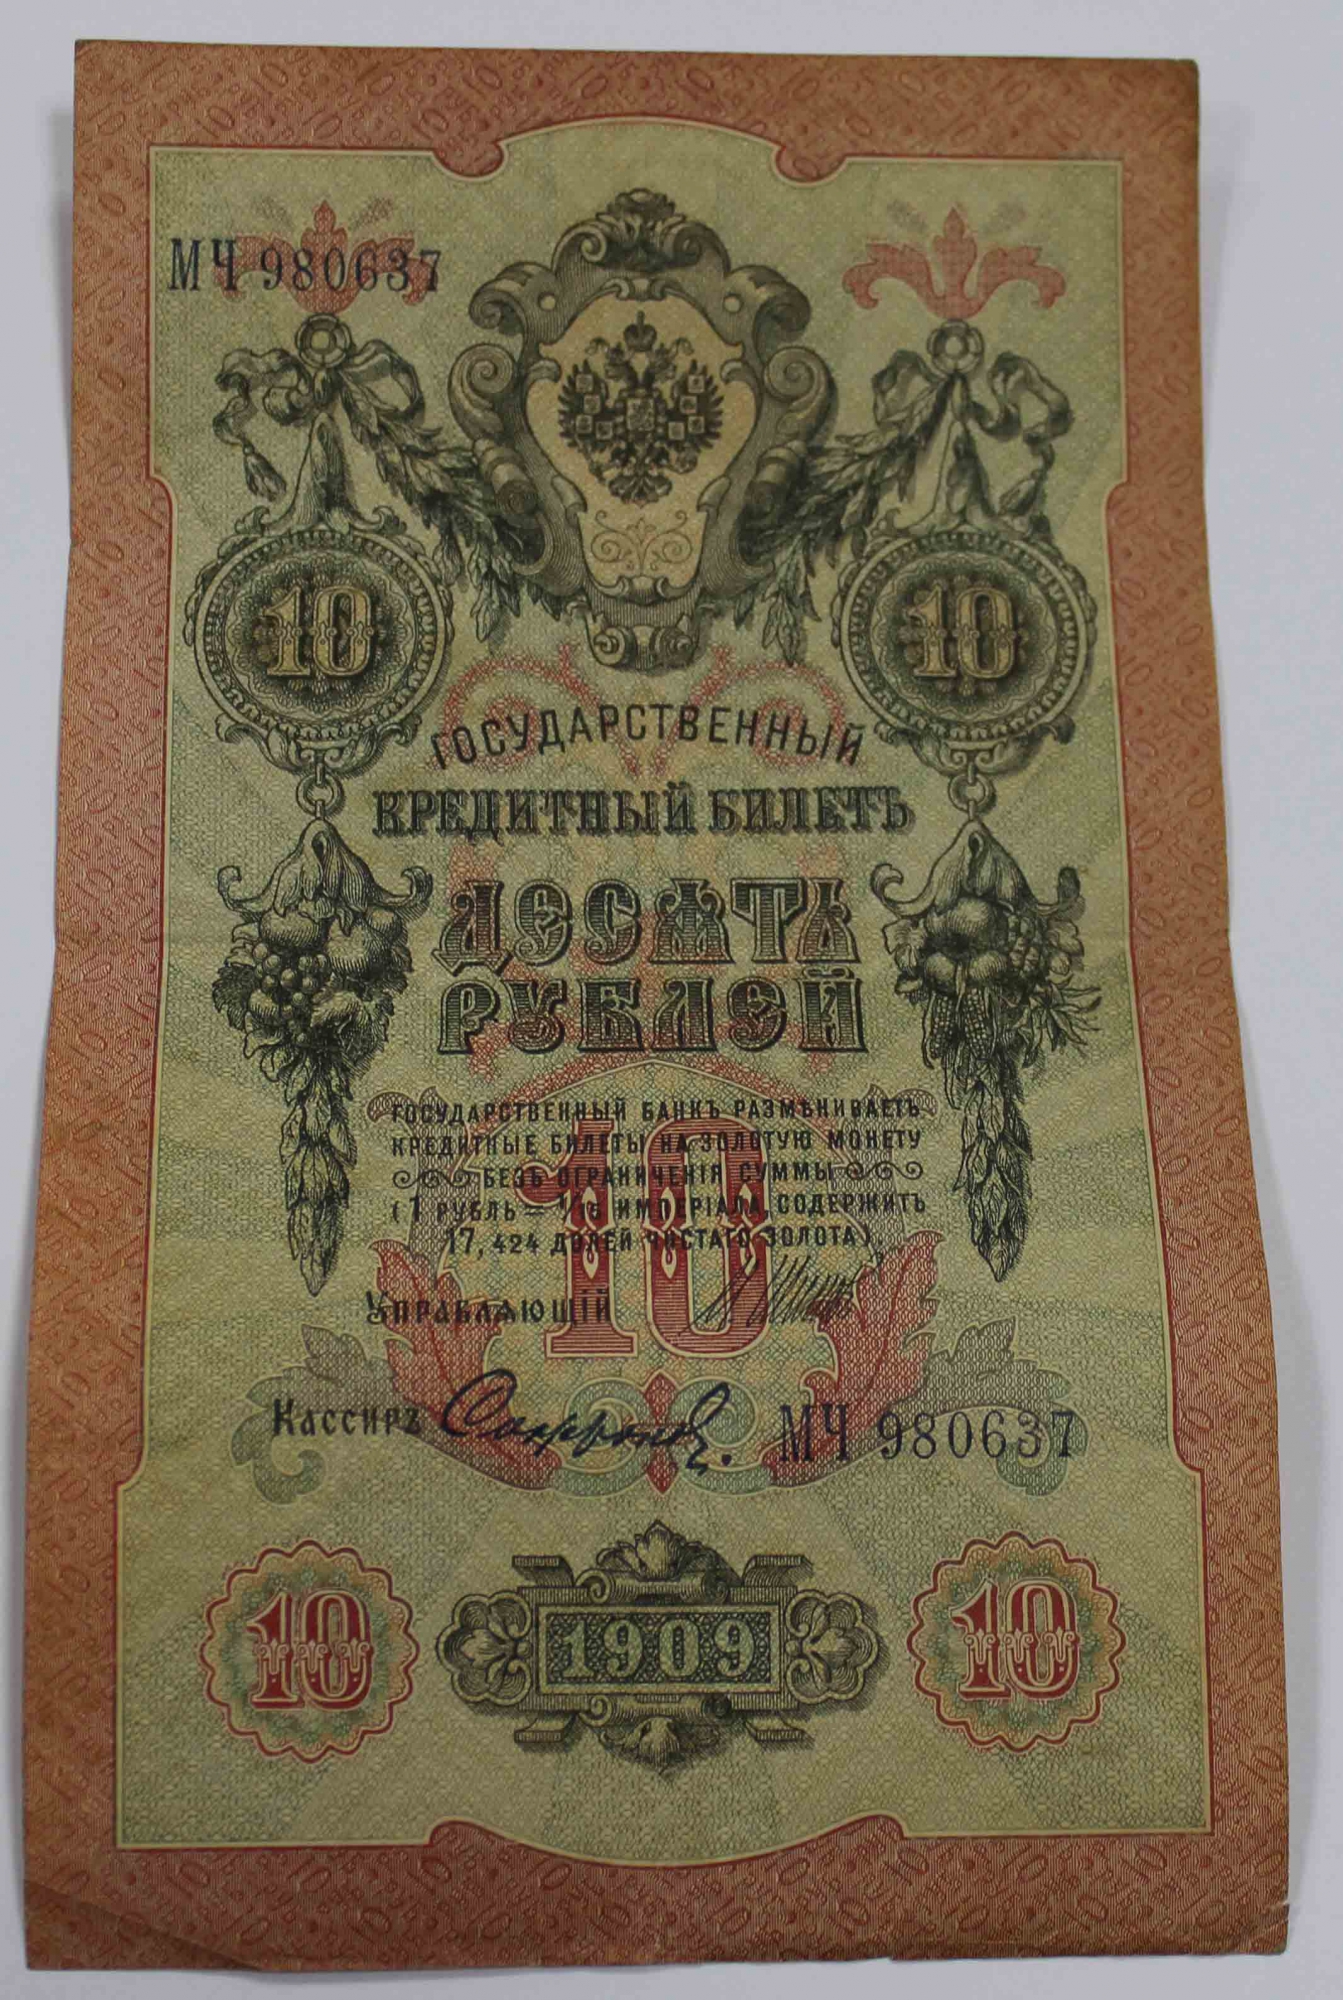 МЧ 980637
10 10
ГОСУДАРСТВЕННЫЙ
КРЕДИТНЫЙ БИЛЕТЪ
ДЕСЯТЬ
РУБЛЕЙ
ГОСУДАРСТВЕННЫЙ БАНКЪ РАЗМѢНИВАЕТЪ
КРЕДИТНЫЕ БИЛЕТЫ НА ЗОЛОТУЮ МОНЕТУ
БЕЗЪ ОГРАНИЧЕНІЯ СУММЫ
(1 РУБЛЬ = 1/15 ИМПЕРІАЛА, СОДЕРЖИТЪ
17,424 ДОЛЕЙ ЧИСТАГО ЗОЛОТА).
10
УПРАВЛЯЮЩІЙ
КАССИРЪ Софроновъ. МЧ 980637
10 1909 10